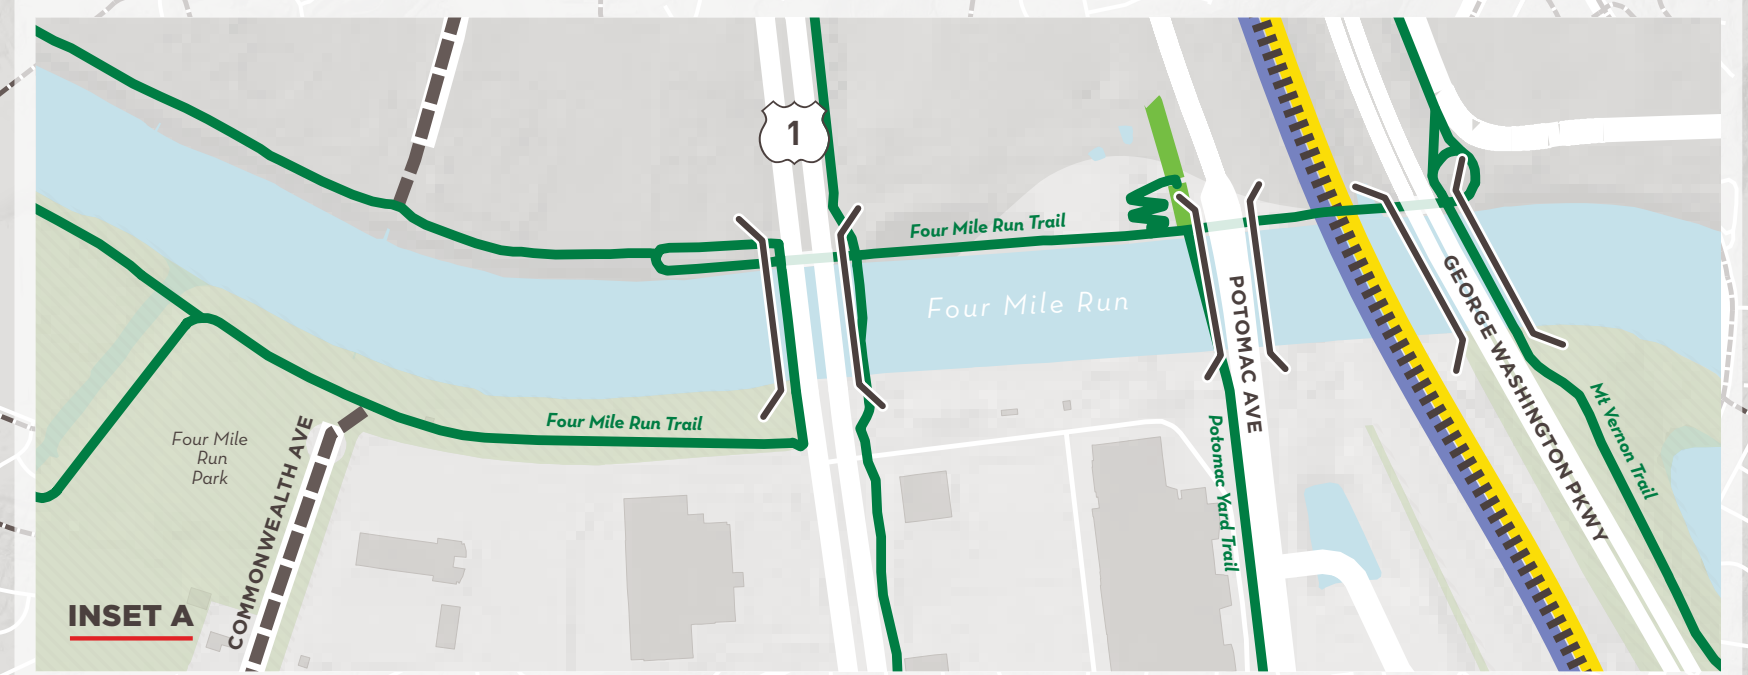 1
Four Mile Run Trail
Four Mile Run
POTOMAC AVE
GEORGE WASHINGTON PKWY
Mt Vernon Trail
Four Mile Run Trail
Potomac Yard Trail
Four Mile
Run
Park
COMMONWEALTH AVE
INSET A